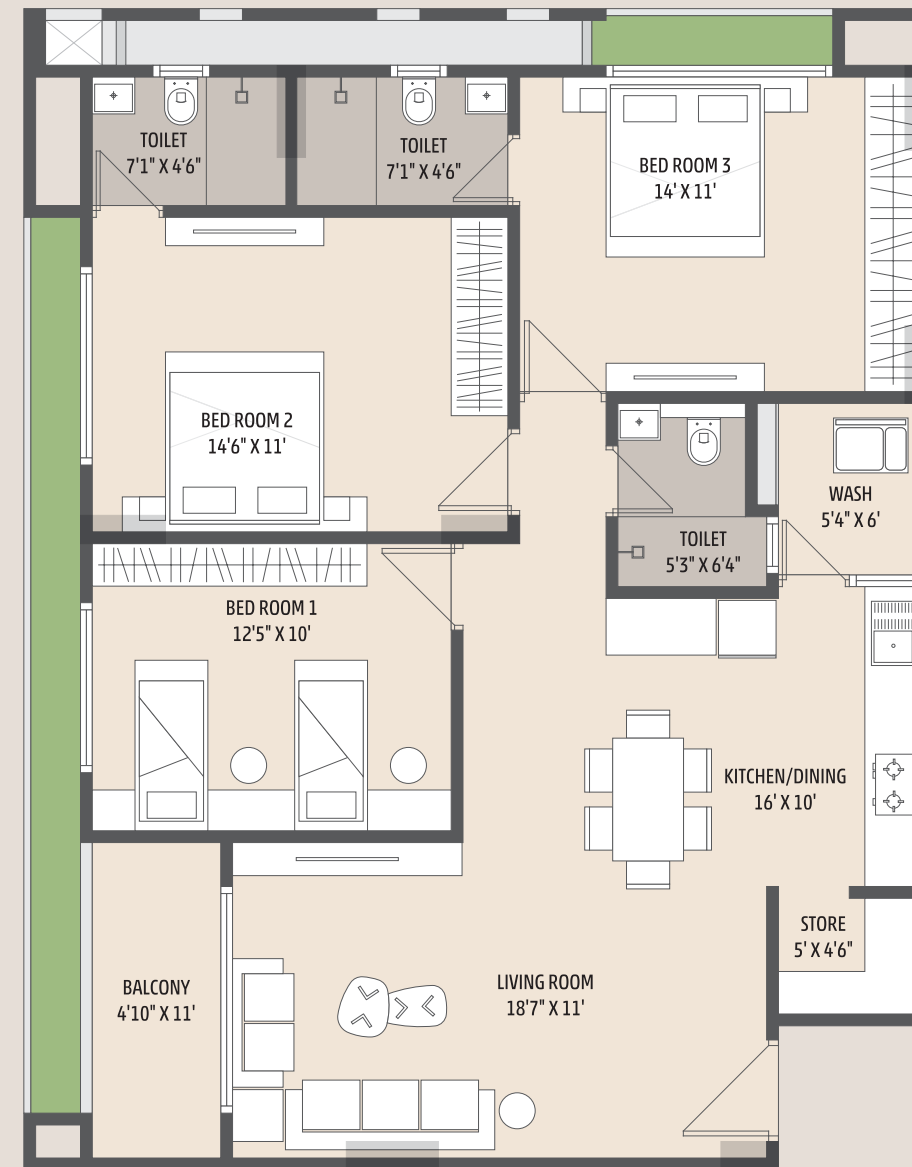 TOILET
7'1" X 4'6"
TOILET
7'1" X 4'6"
BED ROOM 3
14' X 11'
BED ROOM 2
14'6" X 11'
WASH
5'4" X 6'
TOILET
5'3" X 6'4"
BED ROOM 1
12'5" X 10'
KITCHEN/DINING
16' X 10'
STORE
5' X 4'6"
LIVING ROOM
18'7" X 11'
BALCONY
4'10" X 11'